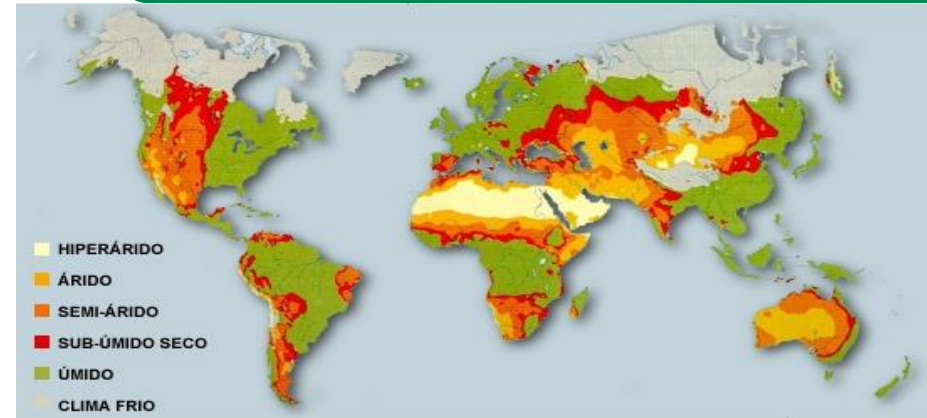 HIPERÁRIDO
ÁRIDO
SEMI-ÁRIDO
SUB-ÚMIDO SECO
ÚMIDO
CLIMA FRIO